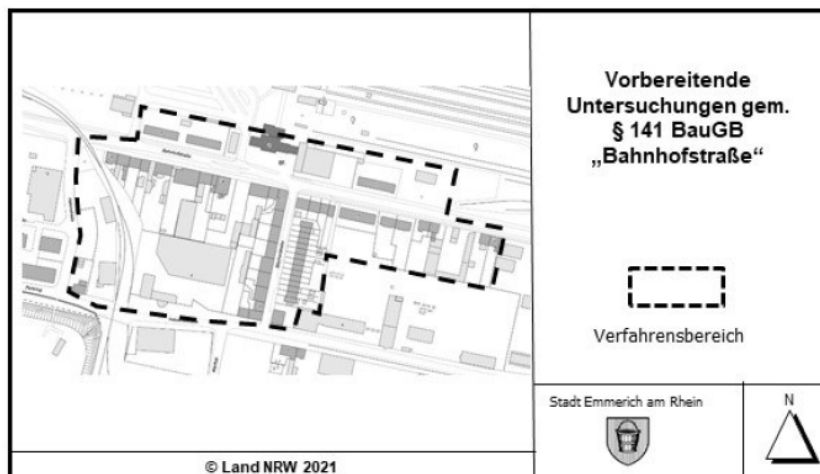 Vorbereitende
Untersuchungen gem.
§ 141 BauGB
„Bahnhofstraße“
Verfahrensbereich
Stadt Emmerich am Rhein
N
© Land NRW 2021